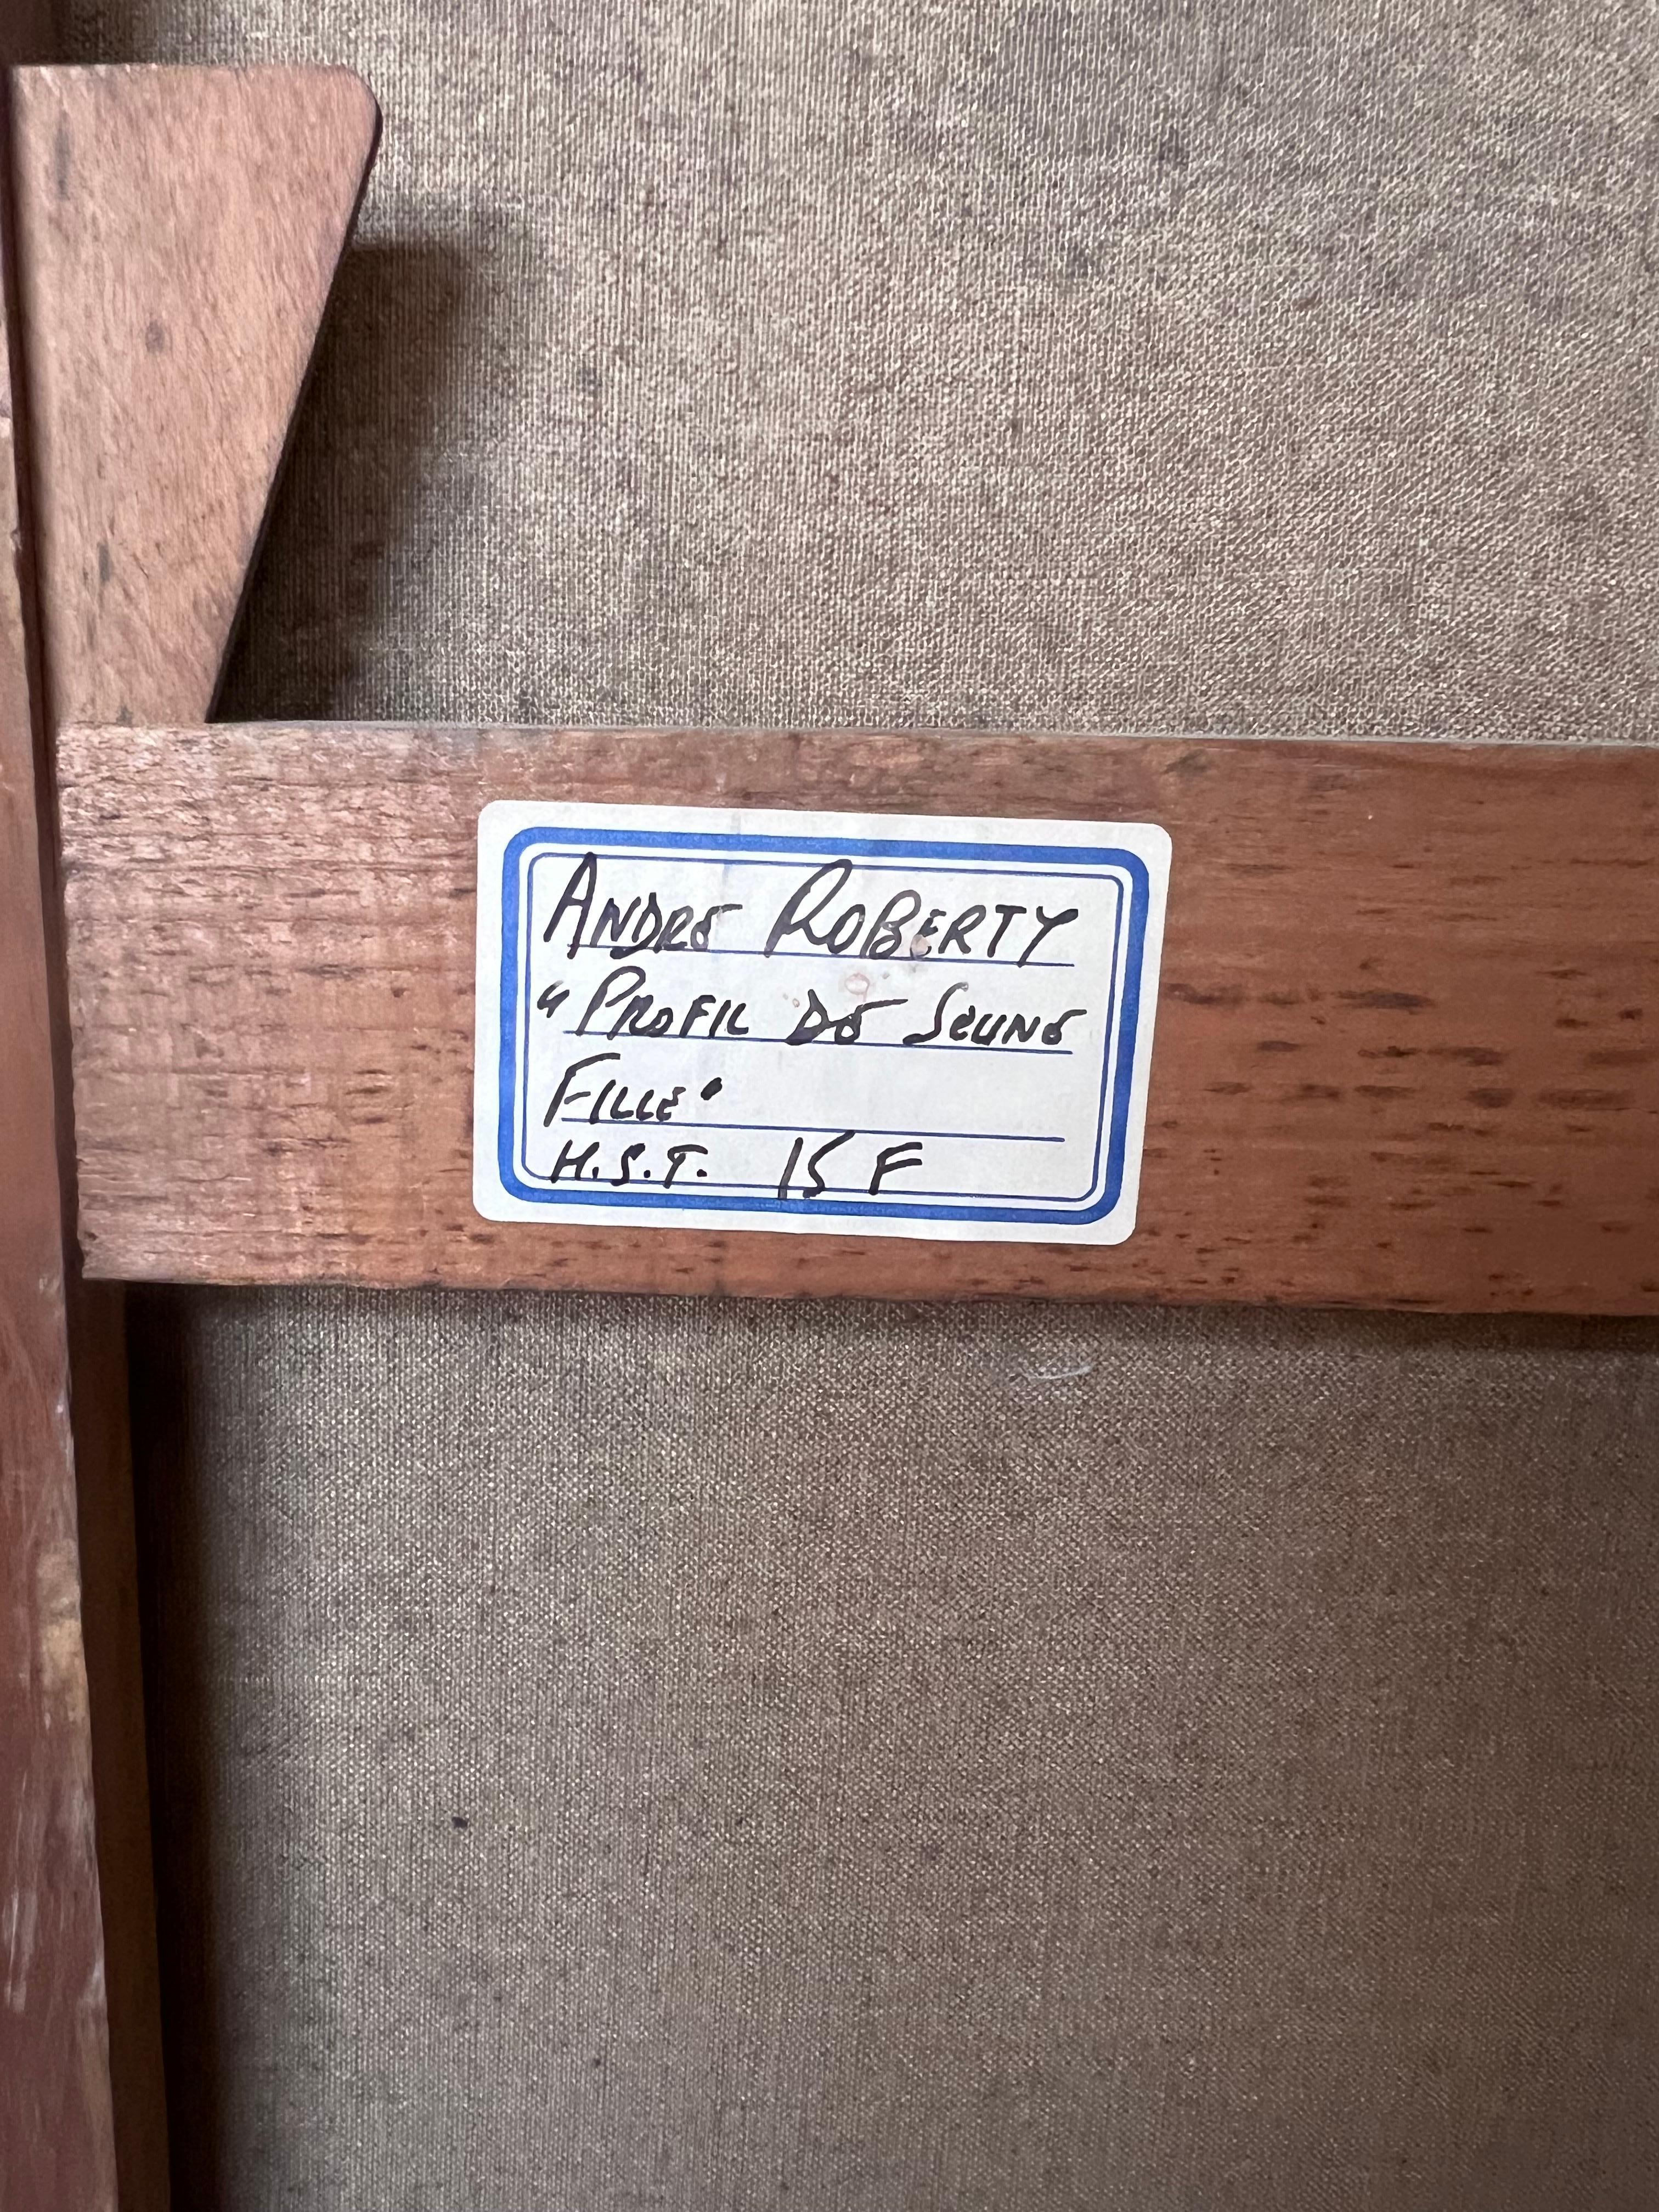 ANDRE ROBERTY
"PROFIL DE JEUNE
FILLE"
H.S.T. 15 F